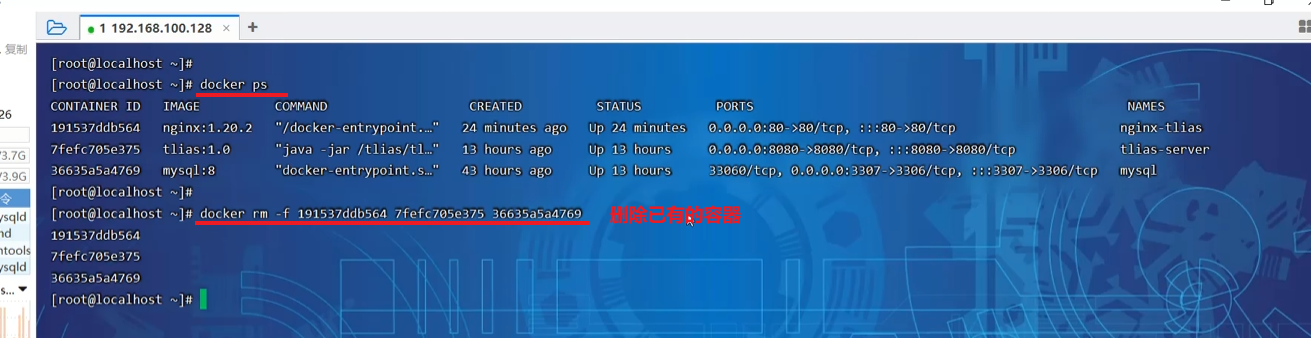 1 192.168.100.128 × +
复制
[root@localhost ~]#
[root@localhost ~]# docker ps
CONTAINER ID IMAGE COMMAND CREATED STATUS PORTS NAMES
26
191537ddb564 nginx:1.20.2 "/docker-entrypoint.…" 24 minutes ago Up 24 minutes 0.0.0.0:80->80/tcp, :::80->80/tcp nginx-tlias
7fefc705e375 tlias:1.0 "java -jar /tlias/tl…" 13 hours ago Up 13 hours 0.0.0.0:8080->8080/tcp, :::8080->8080/tcp tlias-server
73.7G
36635a5a4769 mysql:8 "docker-entrypoint.s…" 43 hours ago Up 13 hours 33060/tcp, 0.0.0.0:3307->3306/tcp, :::3307->3306/tcp mysql
73.9G
[root@localhost ~]#
令
[root@localhost ~]# docker rm -f 191537ddb564 7fefc705e375 36635a5a4769 删除已有的容器
ysqld
191537ddb564
nd
7fefc705e375
ntools
ysqld
36635a5a4769
s...
[root@localhost ~]#